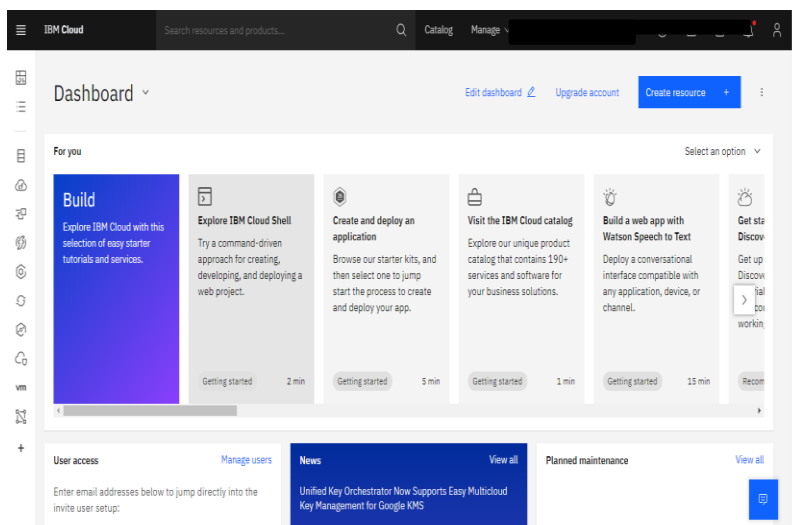 IBM Cloud
Search resources and products...
Catalog
Manage
Dashboard
Edit dashboard
Upgrade account
Create resource +
For you
Select an option
Build
Explore IBM Cloud with this
selection of easy starter
tutorials and services.
Explore IBM Cloud Shell
Try a command-driven
approach for creating,
developing, and deploying a
web project.
Getting started
2 min
Create and deploy an
application
Browse our starter kits, and
then select one to jump
start the process to create
and deploy your app.
Getting started
5 min
Visit the IBM Cloud catalog
Explore our unique product
catalog that contains 190+
services and software for
your business solutions.
Getting started
1 min
Build a web app with
Watson Speech to Text
Deploy a conversational
interface compatible with
any application, device, or
channel.
Getting started
15 min
Get sta
Discov
Get up
Discov
workin
Recom
vm
User access
Manage users
Enter email addresses below to jump directly into the
invite user setup:
News
View all
Unified Key Orchestrator Now Supports Easy Multicloud
Key Management for Google KMS
Planned maintenance
View all